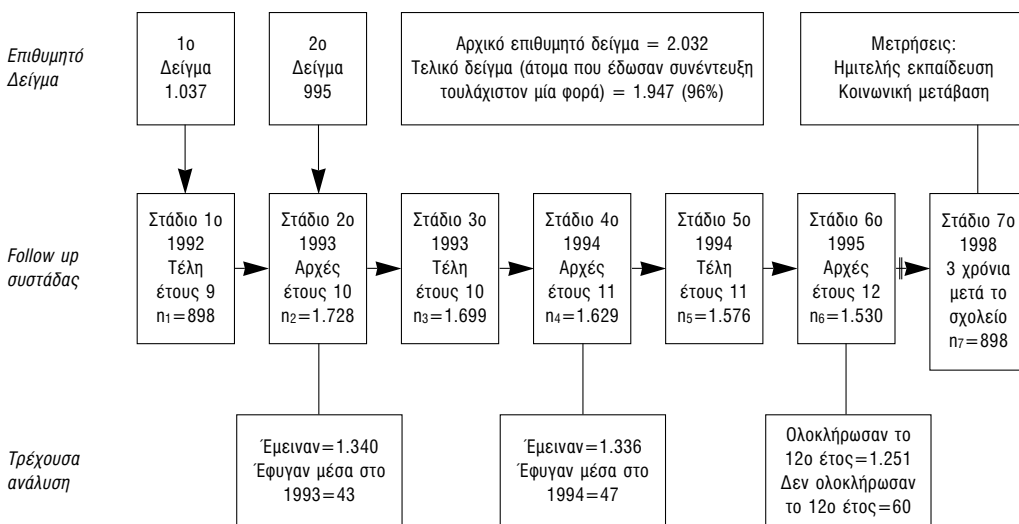 Επιθυμητό
Δείγμα
1ο
Δείγμα
1.037
2ο
Δείγμα
995
Αρχικό επιθυμητό δείγμα = 2.032
Τελικό δείγμα (άτομα που έδωσαν συνέντευξη
τουλάχιστον μία φορά) = 1.947 (96%)
Μετρήσεις:
Ημιτελής εκπαίδευση
Κοινωνική μετάβαση
Follow up
συστάδας
Στάδιο 1ο
1992
Τέλη
έτους 9
n₁=898
Στάδιο 2ο
1993
Αρχές
έτους 10
n₂=1.728
Στάδιο 3ο
1993
Τέλη
έτους 10
n₃=1.699
Στάδιο 4ο
1994
Αρχές
έτους 11
n₄=1.629
Στάδιο 5ο
1994
Τέλη
έτους 11
n₅=1.576
Στάδιο 6ο
1995
Αρχές
έτους 12
n₆=1.530
Στάδιο 7ο
1998
3 χρόνια
μετά το
σχολείο
n₇=898
Τρέχουσα
ανάλυση
Έμειναν=1.340
Έφυγαν μέσα στο
1993=43
Έμειναν=1.336
Έφυγαν μέσα στο
1994=47
Ολοκλήρωσαν το
12ο έτος=1.251
Δεν ολοκλήρωσαν
το 12ο έτος=60